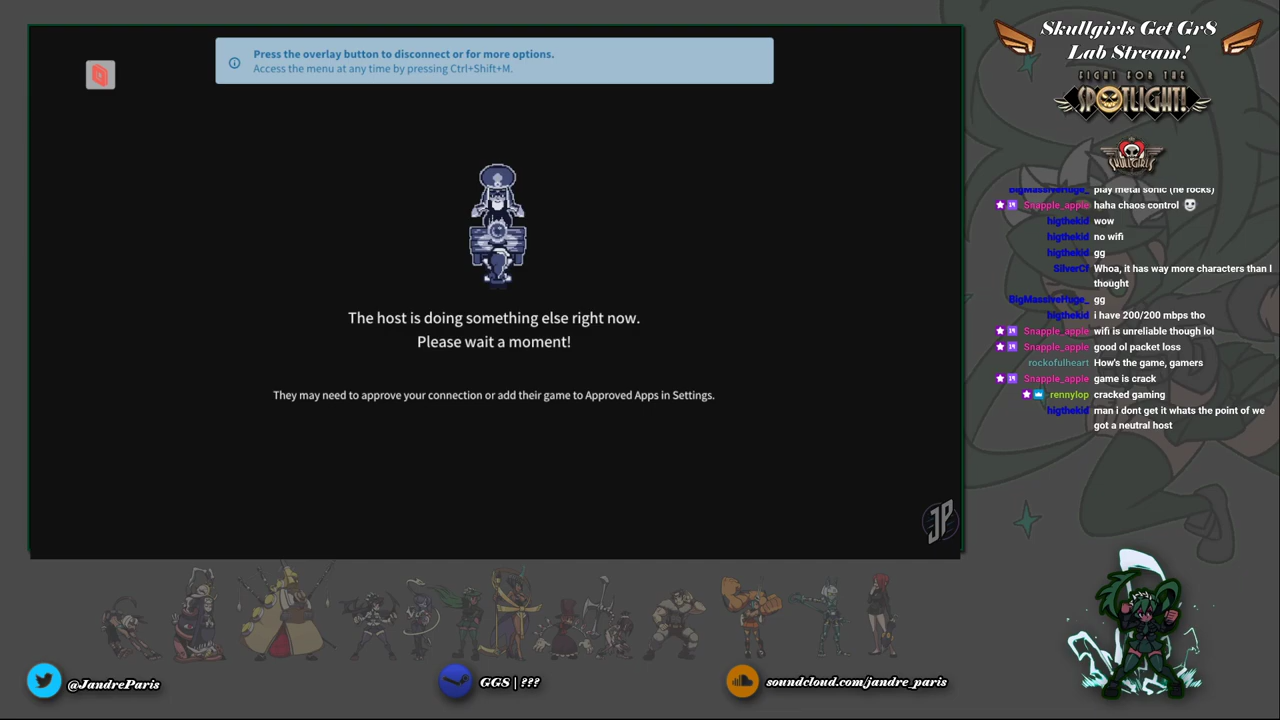 Press the overlay button to disconnect or for more options.
Access the menu at any time by pressing Ctrl+Shift+M.
The host is doing something else right now.
Please wait a moment!
They may need to approve your connection or add their game to Approved Apps in Settings.
JP
Skullgirls Get Gr8
Lab Stream!
FIGHT FOR THE
SPOTLIGHT!
SKULLGIRLS
BigMassiveHuge_ play metal sonic (he rocks)
Snapple_apple haha chaos control
higthekid wow
higthekid no wifi
higthekid gg
SilverCf Whoa, it has way more characters than I
thought
BigMassiveHuge_ gg
higthekid i have 200/200 mbps tho
Snapple_apple wifi is unreliable though lol
Snapple_apple good ol packet loss
rockofulheart How's the game, gamers
Snapple_apple game is crack
rennylop cracked gaming
higthekid man i dont get it whats the point of we
got a neutral host
@JandreParis
GGS | ???
soundcloud.com/jandre_paris